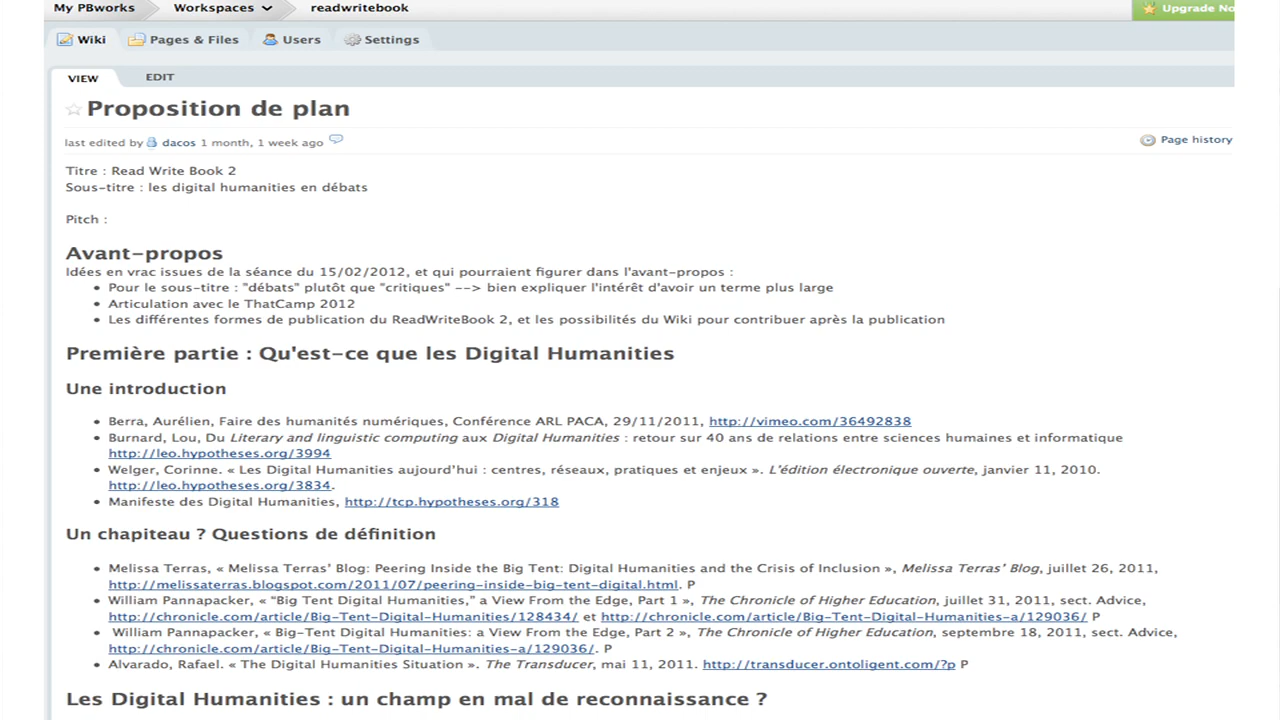 My PBworks Workspaces readwritebook Upgrade No
Wiki Pages & Files Users Settings
VIEW EDIT
Proposition de plan
last edited by dacos 1 month, 1 week ago Page history
Titre : Read Write Book 2
Sous-titre : les digital humanities en débats
Pitch :
Avant-propos
Idées en vrac issues de la séance du 15/02/2012, et qui pourraient figurer dans l'avant-propos :
• Pour le sous-titre : "débats" plutôt que "critiques" --> bien expliquer l'intérêt d'avoir un terme plus large
• Articulation avec le ThatCamp 2012
• Les différentes formes de publication du ReadWriteBook 2, et les possibilités du Wiki pour contribuer après la publication
Première partie : Qu'est-ce que les Digital Humanities
Une introduction
• Berra, Aurélien, Faire des humanités numériques, Conférence ARL PACA, 29/11/2011, http://vimeo.com/36492838
• Burnard, Lou, Du Literary and linguistic computing aux Digital Humanities : retour sur 40 ans de relations entre sciences humaines et informatique
http://leo.hypotheses.org/3994
• Welger, Corinne. « Les Digital Humanities aujourd'hui : centres, réseaux, pratiques et enjeux ». L'édition électronique ouverte, janvier 11, 2010.
http://leo.hypotheses.org/3834.
• Manifeste des Digital Humanities, http://tcp.hypotheses.org/318
Un chapiteau ? Questions de définition
• Melissa Terras, « Melissa Terras' Blog: Peering Inside the Big Tent: Digital Humanities and the Crisis of Inclusion », Melissa Terras' Blog, juillet 26, 2011,
http://melissaterras.blogspot.com/2011/07/peering-inside-big-tent-digital.html. P
• William Pannapacker, « “Big Tent Digital Humanities,” a View From the Edge, Part 1 », The Chronicle of Higher Education, juillet 31, 2011, sect. Advice,
http://chronicle.com/article/Big-Tent-Digital-Humanities/128434/ et http://chronicle.com/article/Big-Tent-Digital-Humanities-a/129036/ P
• William Pannapacker, « Big-Tent Digital Humanities: a View From the Edge, Part 2 », The Chronicle of Higher Education, septembre 18, 2011, sect. Advice,
http://chronicle.com/article/Big-Tent-Digital-Humanities-a/129036/. P
• Alvarado, Rafael. « The Digital Humanities Situation ». The Transducer, mai 11, 2011. http://transducer.ontoligent.com/?p P
Les Digital Humanities : un champ en mal de reconnaissance ?